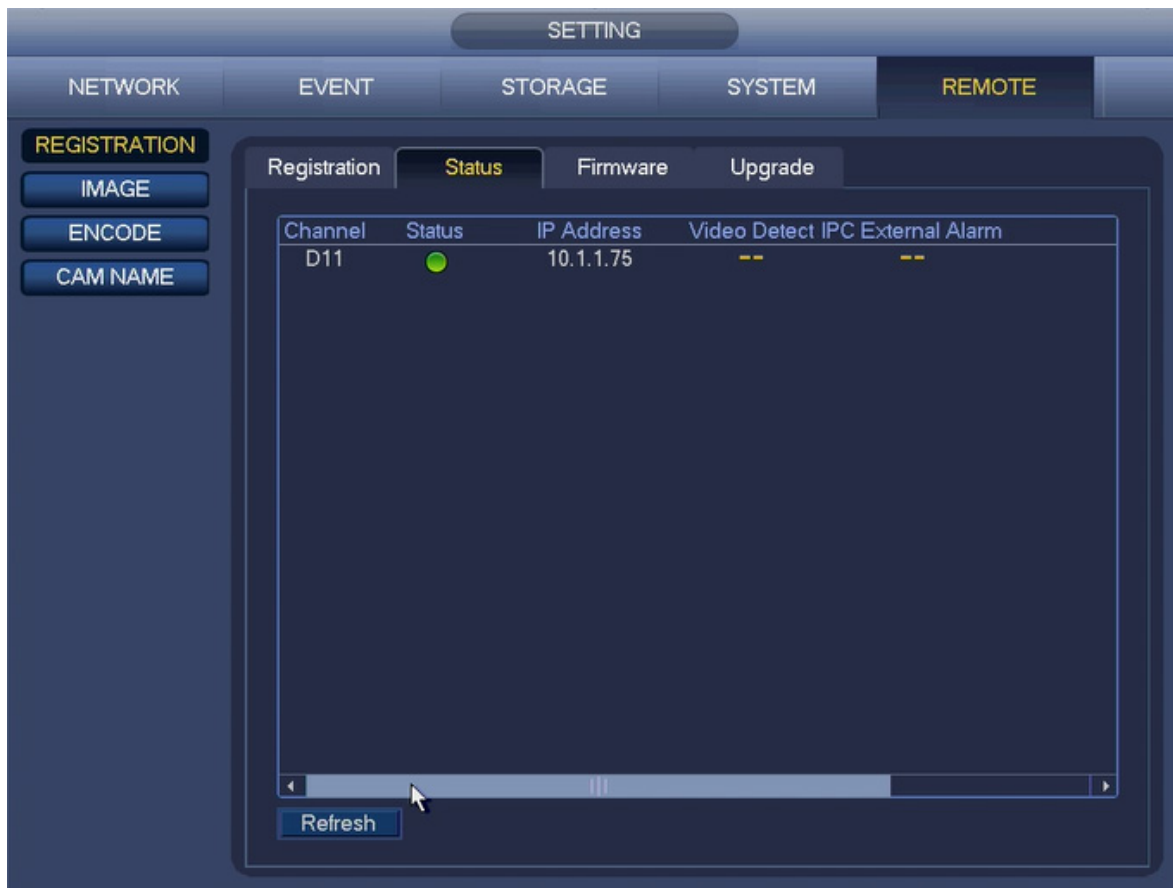 SETTING
NETWORK EVENT STORAGE SYSTEM REMOTE
REGISTRATION
IMAGE
ENCODE
CAM NAME
Registration Status Firmware Upgrade
Channel Status IP Address Video Detect IPC External Alarm
D11 10.1.1.75 -- --
Refresh